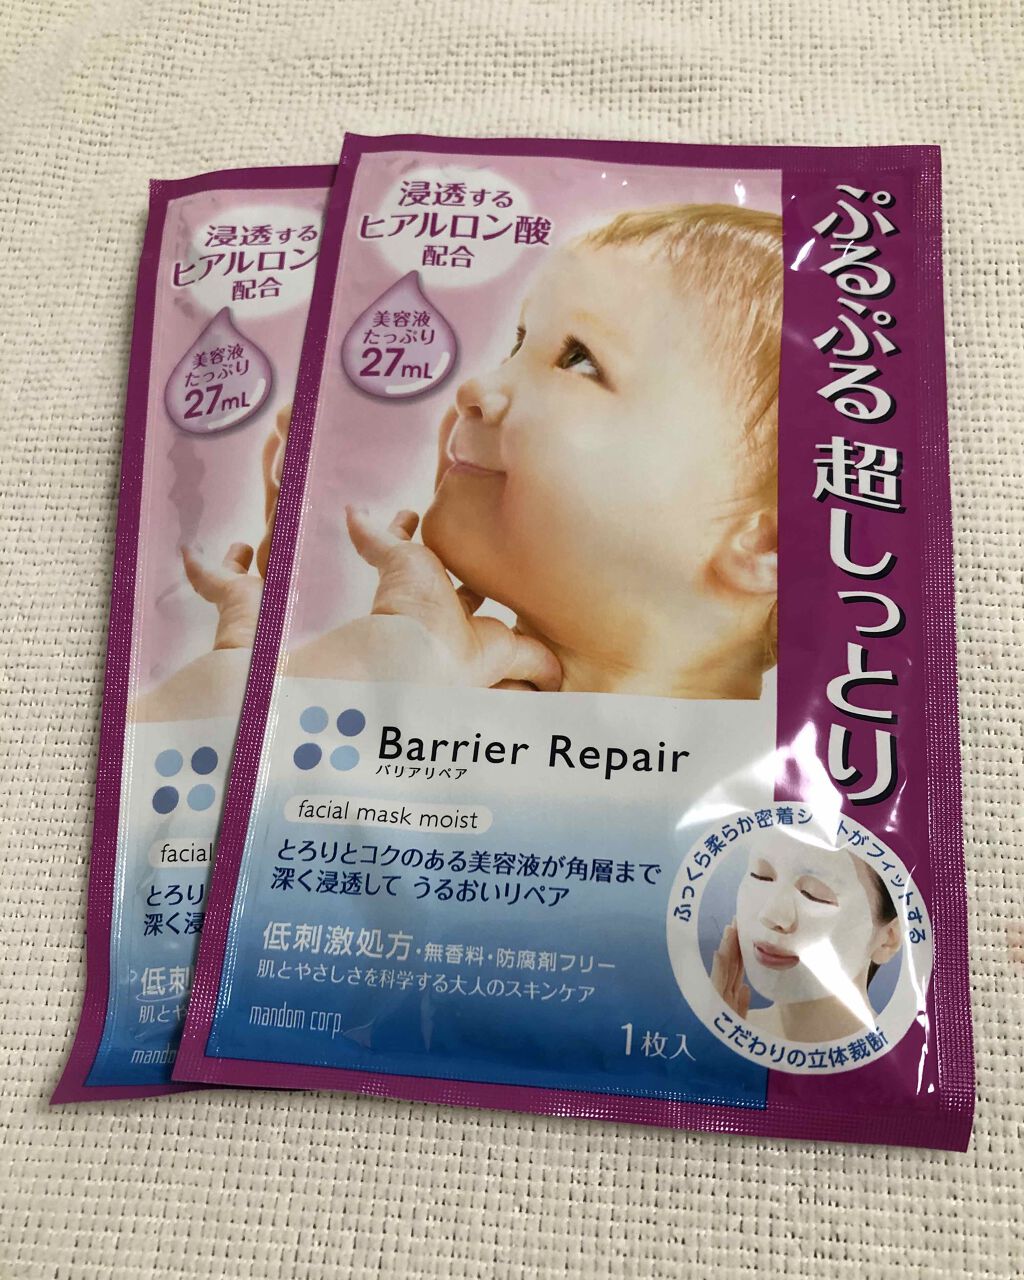 浸透する
ヒアルロン酸
配合
美容液
たっぷり
27mL
ぷるぷる 超しっとり
Barrier Repair
バリアリペア
facial mask moist
とろりとコクのある美容液が角層まで
深く浸透して うるおいリペア
低刺激処方・無香料・防腐剤フリー
肌とやさしさを科学する大人のスキンケア
mandom corp.
1枚入
ふっくら柔らか密着シートがフィットする
こだわりの立体裁断
浸透する
ヒアルロン
配合
美容液
たっぷり
27mL
facial
とろり
深く浸
低刺
肌とや
mando